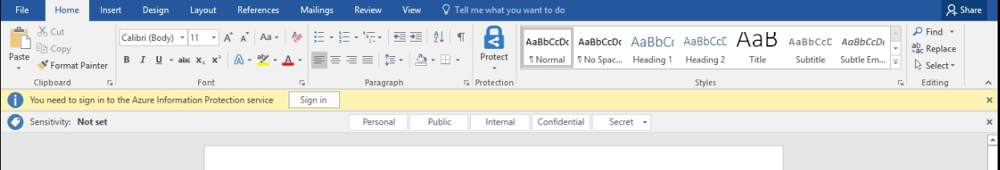 File Home Insert Design Layout References Mailings Review View Tell me what you want to do Share
Paste
Cut
Copy
Format Painter
Clipboard
Calibri (Body) 11 A A Aa
B I U abc X₂ X² A aby A
Font
A Z ¶
Paragraph
Protect
Protection
AaBbCcDc AaBbCcDc AaBbCc AaBbCcD AaB AaBbCcD AaBbCcDc
¶ Normal ¶ No Spac... Heading 1 Heading 2 Title Subtitle Subtle Em...
Styles
Find
Replace
Select
Editing
You need to sign in to the Azure Information Protection service Sign in
Sensitivity: Not set Personal Public Internal Confidential Secret